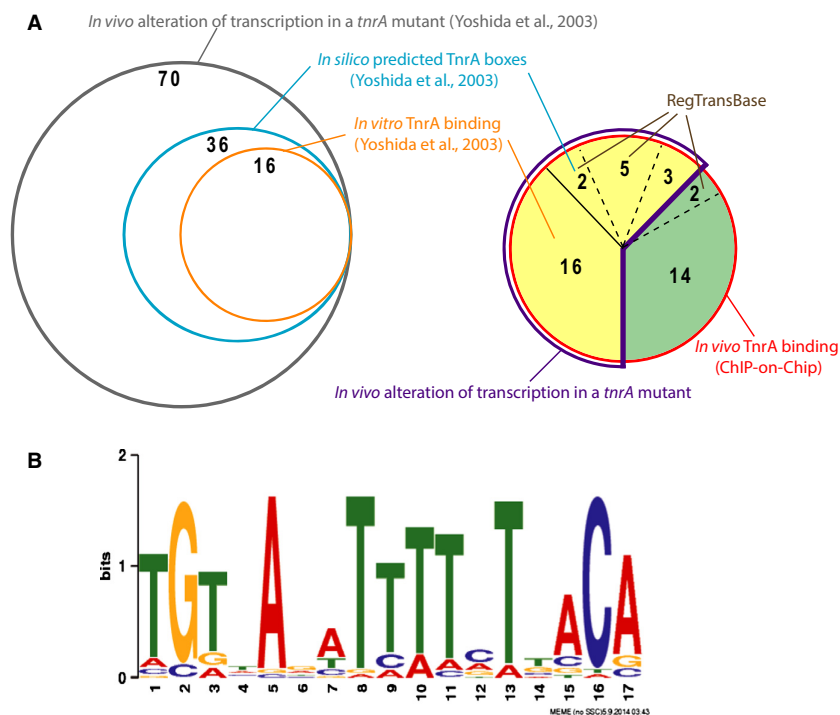 A
In vivo alteration of transcription in a tnrA mutant (Yoshida et al., 2003)
70
In silico predicted TnrA boxes
(Yoshida et al., 2003)
36
In vitro TnrA binding
(Yoshida et al., 2003)
16
RegTransBase
2
5
3
2
16
14
In vivo TnrA binding
(ChIP-on-Chip)
In vivo alteration of transcription in a tnrA mutant
B
2
1
0
bits
1 2 3 4 5 6 7 8 9 10 11 12 13 14 15 16 17
MEME (no SSC)5.9.2014 03:43